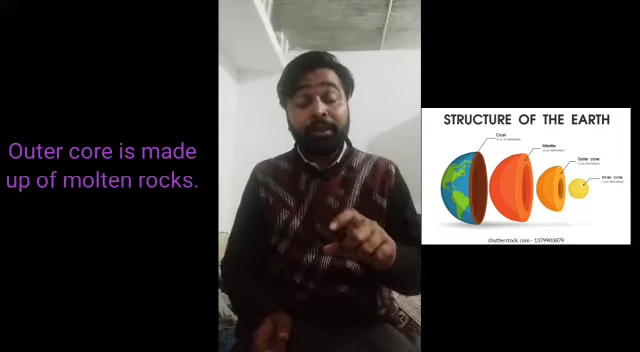 Outer core is made
up of molten rocks.
STRUCTURE OF THE EARTH
Crust
Mantle
Outer core
Inner core
shutterstock.com · 1379903879